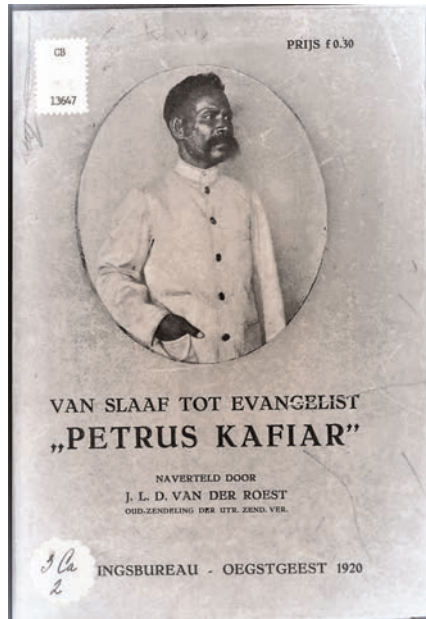 PRIJS f 0.30
CB
13647
VAN SLAAF TOT EVANGELIST
„PETRUS KAFIAR”
NAVERTELD DOOR
J. L. D. VAN DER ROEST
OUD-ZENDELING DER UTR. ZEND. VER.
3 Ca
2
INGSBUREAU - OEGSTGEEST 1920